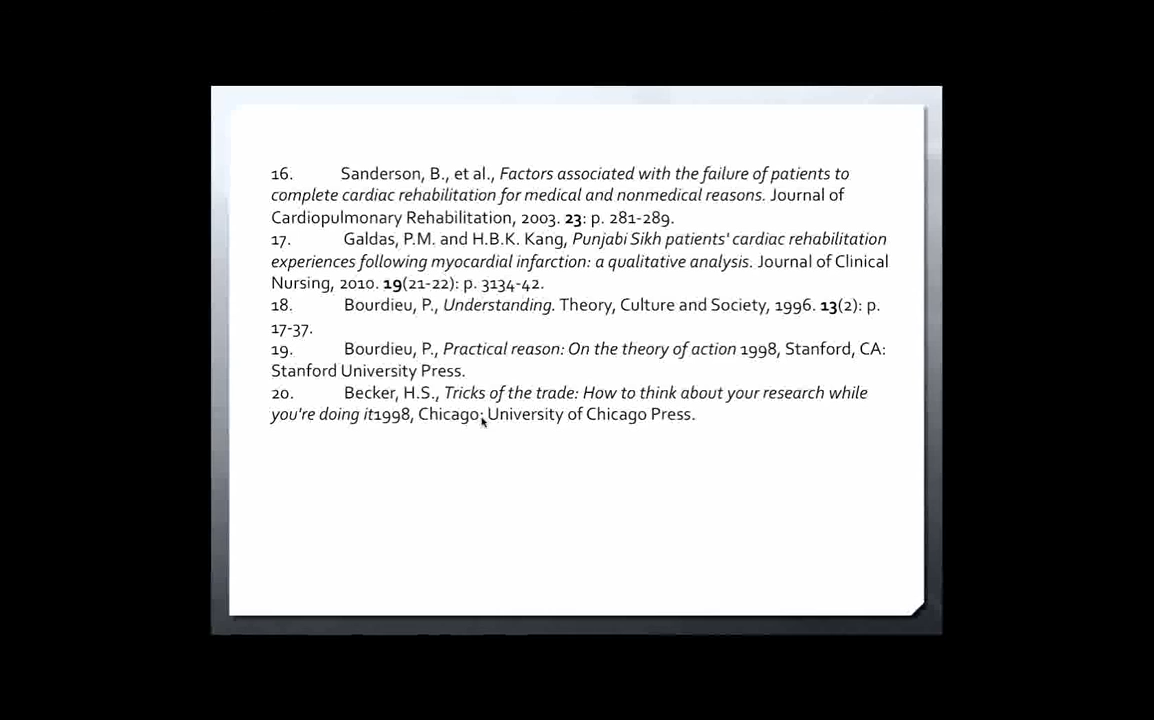 16. Sanderson, B., et al., Factors associated with the failure of patients to
complete cardiac rehabilitation for medical and nonmedical reasons. Journal of
Cardiopulmonary Rehabilitation, 2003. 23: p. 281-289.
17. Galdas, P.M. and H.B.K. Kang, Punjabi Sikh patients' cardiac rehabilitation
experiences following myocardial infarction: a qualitative analysis. Journal of Clinical
Nursing, 2010. 19(21-22): p. 3134-42.
18. Bourdieu, P., Understanding. Theory, Culture and Society, 1996. 13(2): p.
17-37.
19. Bourdieu, P., Practical reason: On the theory of action 1998, Stanford, CA:
Stanford University Press.
20. Becker, H.S., Tricks of the trade: How to think about your research while
you're doing it1998, Chicago: University of Chicago Press.